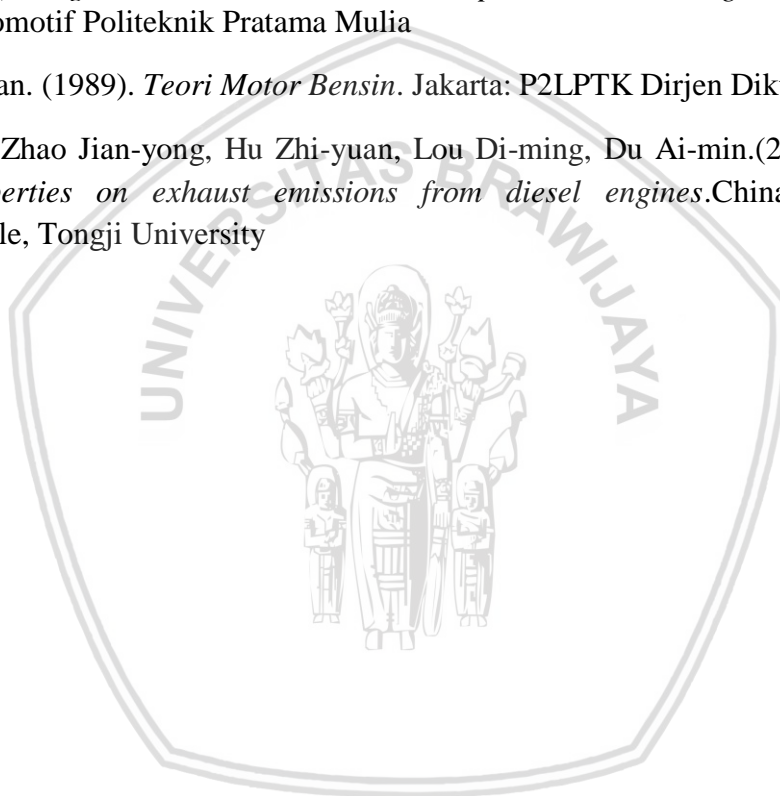 omotif Politeknik Pratama Mulia
an. (1989). Teori Motor Bensin. Jakarta: P2LPTK Dirjen Dik
Zhao Jian-yong, Hu Zhi-yuan, Lou Di-ming, Du Ai-min.(2
perties on exhaust emissions from diesel engines.China
le, Tongji University
UNIVERSITAS BRAWIJAYA